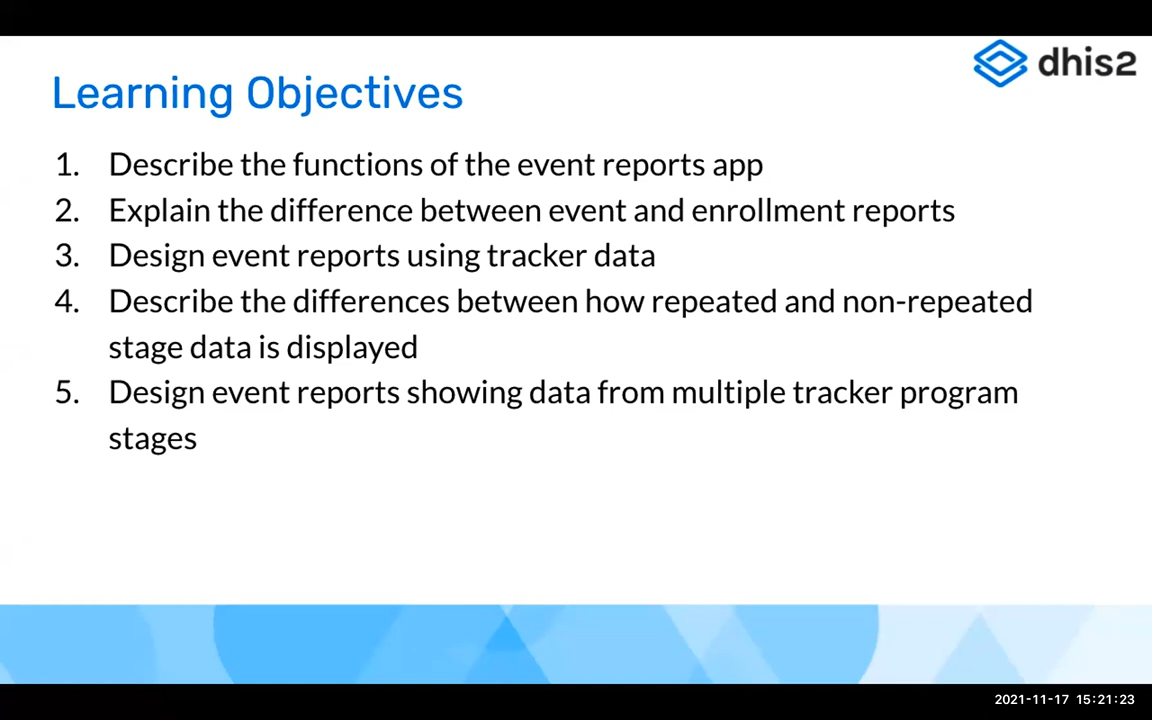 dhis2
Learning Objectives
1. Describe the functions of the event reports app
2. Explain the difference between event and enrollment reports
3. Design event reports using tracker data
4. Describe the differences between how repeated and non-repeated
stage data is displayed
5. Design event reports showing data from multiple tracker program
stages
2021-11-17 15:21:23